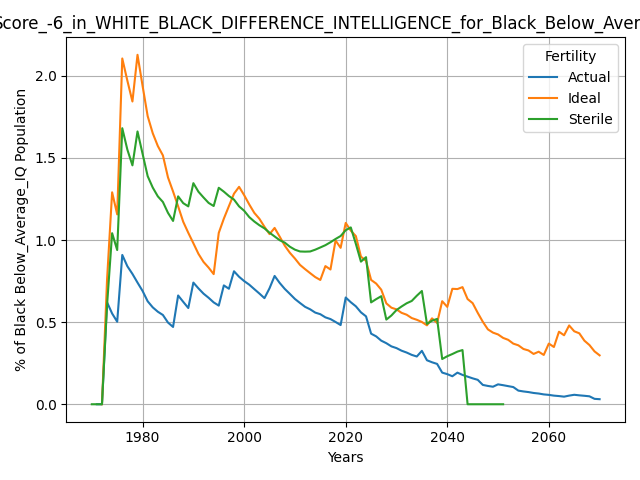 Score_-6_in_WHITE_BLACK_DIFFERENCE_INTELLIGENCE_for_Black_Below_Aver
% of Black Below_Average_IQ Population
2.0
1.5
1.0
0.5
0.0
Fertility
Actual
Ideal
Sterile
1980
2000
2020
2040
2060
Years